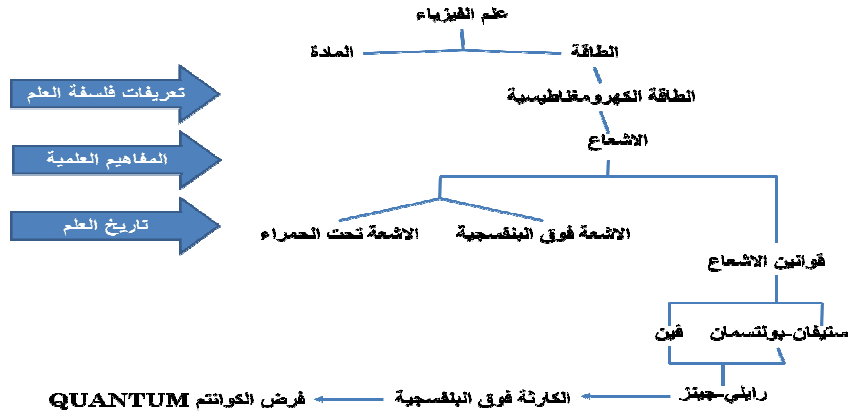 علم الفيزياء
الطاقة
المادة
تعريفات فلسفة العلم
الطاقة الكهرومغناطيسية
الاشعاع
المفاهيم العلمية
تاريخ العلم
الاشعة فوق البنفسجية
الاشعة تحت الحمراء
قوانين الاشعاع
ستيفان-بولتسمان
فين
رايلي-جينز
الكارثة فوق البنفسجية
فرض الكوانتم QUANTUM